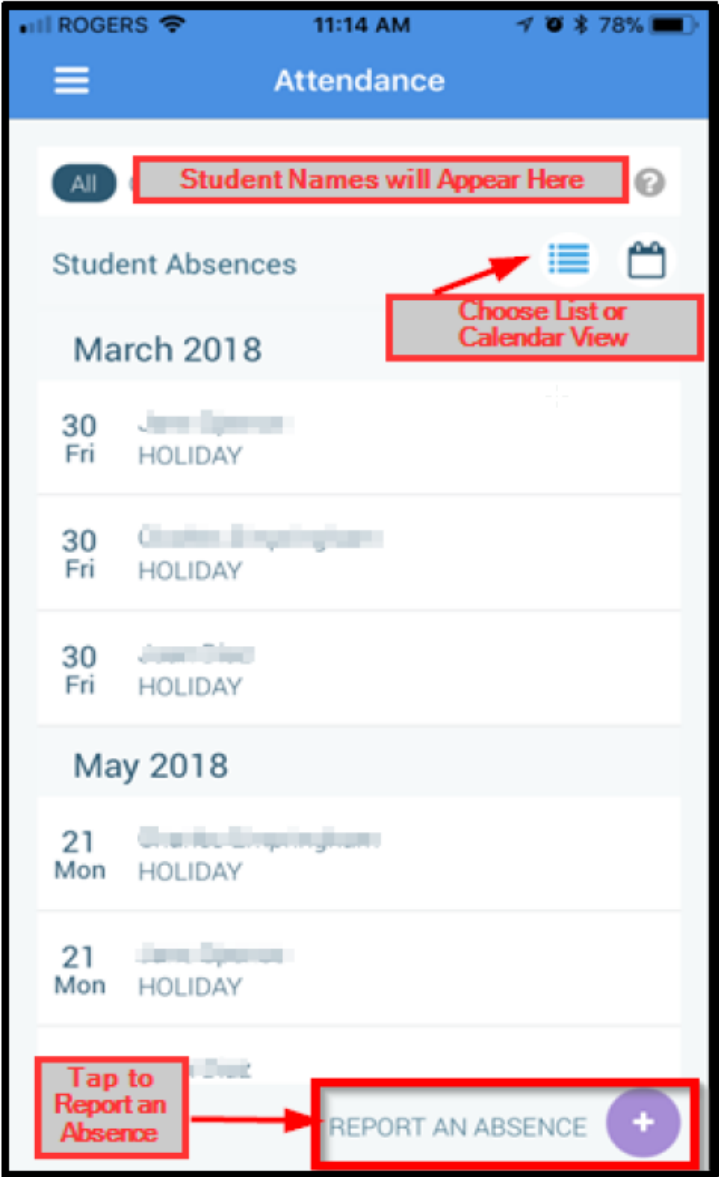 ROGERS 11:14 AM 78%
Attendance
All Student Names will Appear Here ?
Student Absences
Choose List or
Calendar View
March 2018
30
Fri HOLIDAY
30
Fri HOLIDAY
30
Fri HOLIDAY
May 2018
21
Mon HOLIDAY
21
Mon HOLIDAY
Tap to
Report an
Absence
REPORT AN ABSENCE +